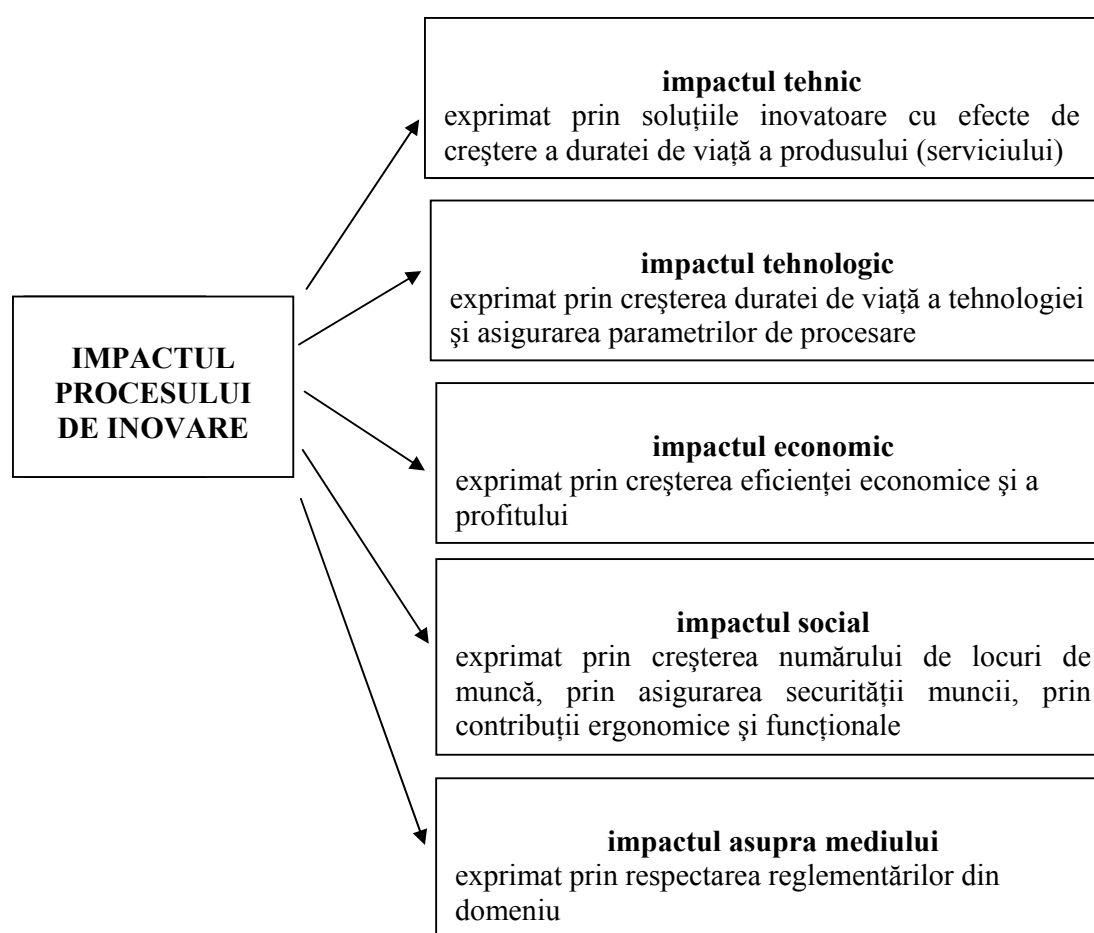 impactul tehnic
exprimat prin soluțiile inovatoare cu efecte de
creştere a duratei de viață a produsului (serviciului)
impactul tehnologic
exprimat prin creşterea duratei de viață a tehnologiei
şi asigurarea parametrilor de procesare
IMPACTUL
PROCESULUI
DE INOVARE
impactul economic
exprimat prin creşterea eficienței economice şi a
profitului
impactul social
exprimat prin creşterea numărului de locuri de
muncă, prin asigurarea securității muncii, prin
contribuții ergonomice şi funcționale
impactul asupra mediului
exprimat prin respectarea reglementărilor din
domeniu